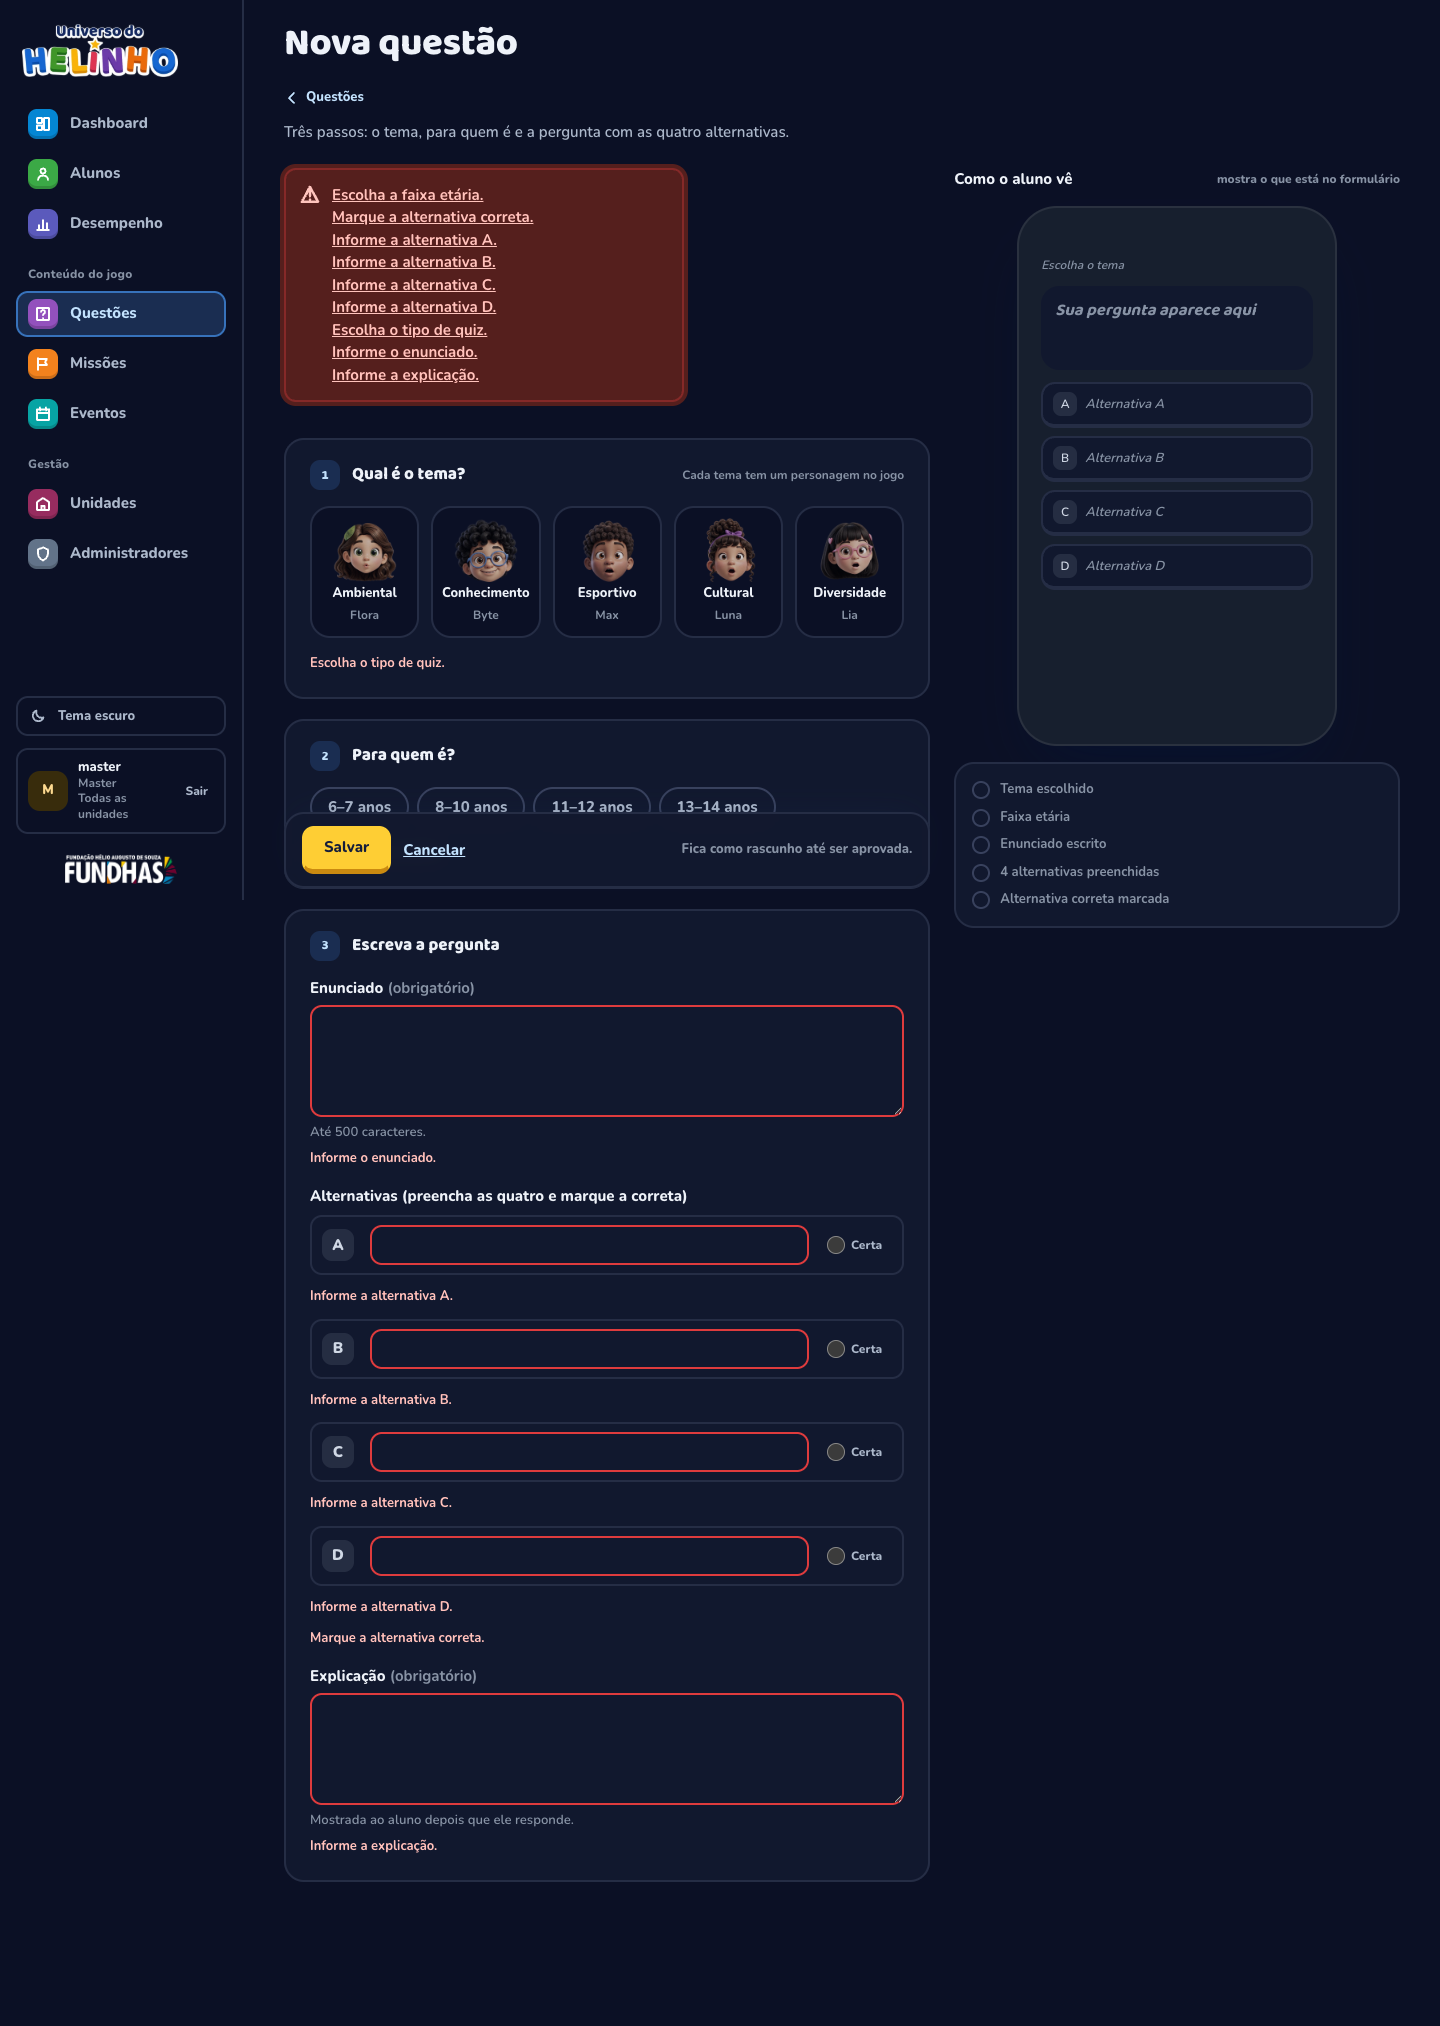 Universo do
HELINHO
Dashboard
Alunos
Desempenho
Conteúdo do jogo
Questões
Missões
Eventos
Gestão
Unidades
Administradores
Tema escuro
M
master
Master
Todas as
unidades
Sair
FUNDAÇÃO HÉLIO AUGUSTO DE SOUZA
FUNDHAS
Nova questão
Questões
Três passos: o tema, para quem é e a pergunta com as quatro alternativas.
Escolha a faixa etária.
Marque a alternativa correta.
Informe a alternativa A.
Informe a alternativa B.
Informe a alternativa C.
Informe a alternativa D.
Escolha o tipo de quiz.
Informe o enunciado.
Informe a explicação.
1 Qual é o tema? Cada tema tem um personagem no jogo
Ambiental Conhecimento Esportivo Cultural Diversidade
Flora Byte Max Luna Lia
Escolha o tipo de quiz.
2 Para quem é?
6–7 anos 8–10 anos 11–12 anos 13–14 anos
Salvar Cancelar Fica como rascunho até ser aprovada.
3 Escreva a pergunta
Enunciado (obrigatório)
Até 500 caracteres.
Informe o enunciado.
Alternativas (preencha as quatro e marque a correta)
A Certa
Informe a alternativa A.
B Certa
Informe a alternativa B.
C Certa
Informe a alternativa C.
D Certa
Informe a alternativa D.
Marque a alternativa correta.
Explicação (obrigatório)
Mostrada ao aluno depois que ele responde.
Informe a explicação.
Como o aluno vê mostra o que está no formulário
Escolha o tema
Sua pergunta aparece aqui
A Alternativa A
B Alternativa B
C Alternativa C
D Alternativa D
Tema escolhido
Faixa etária
Enunciado escrito
4 alternativas preenchidas
Alternativa correta marcada